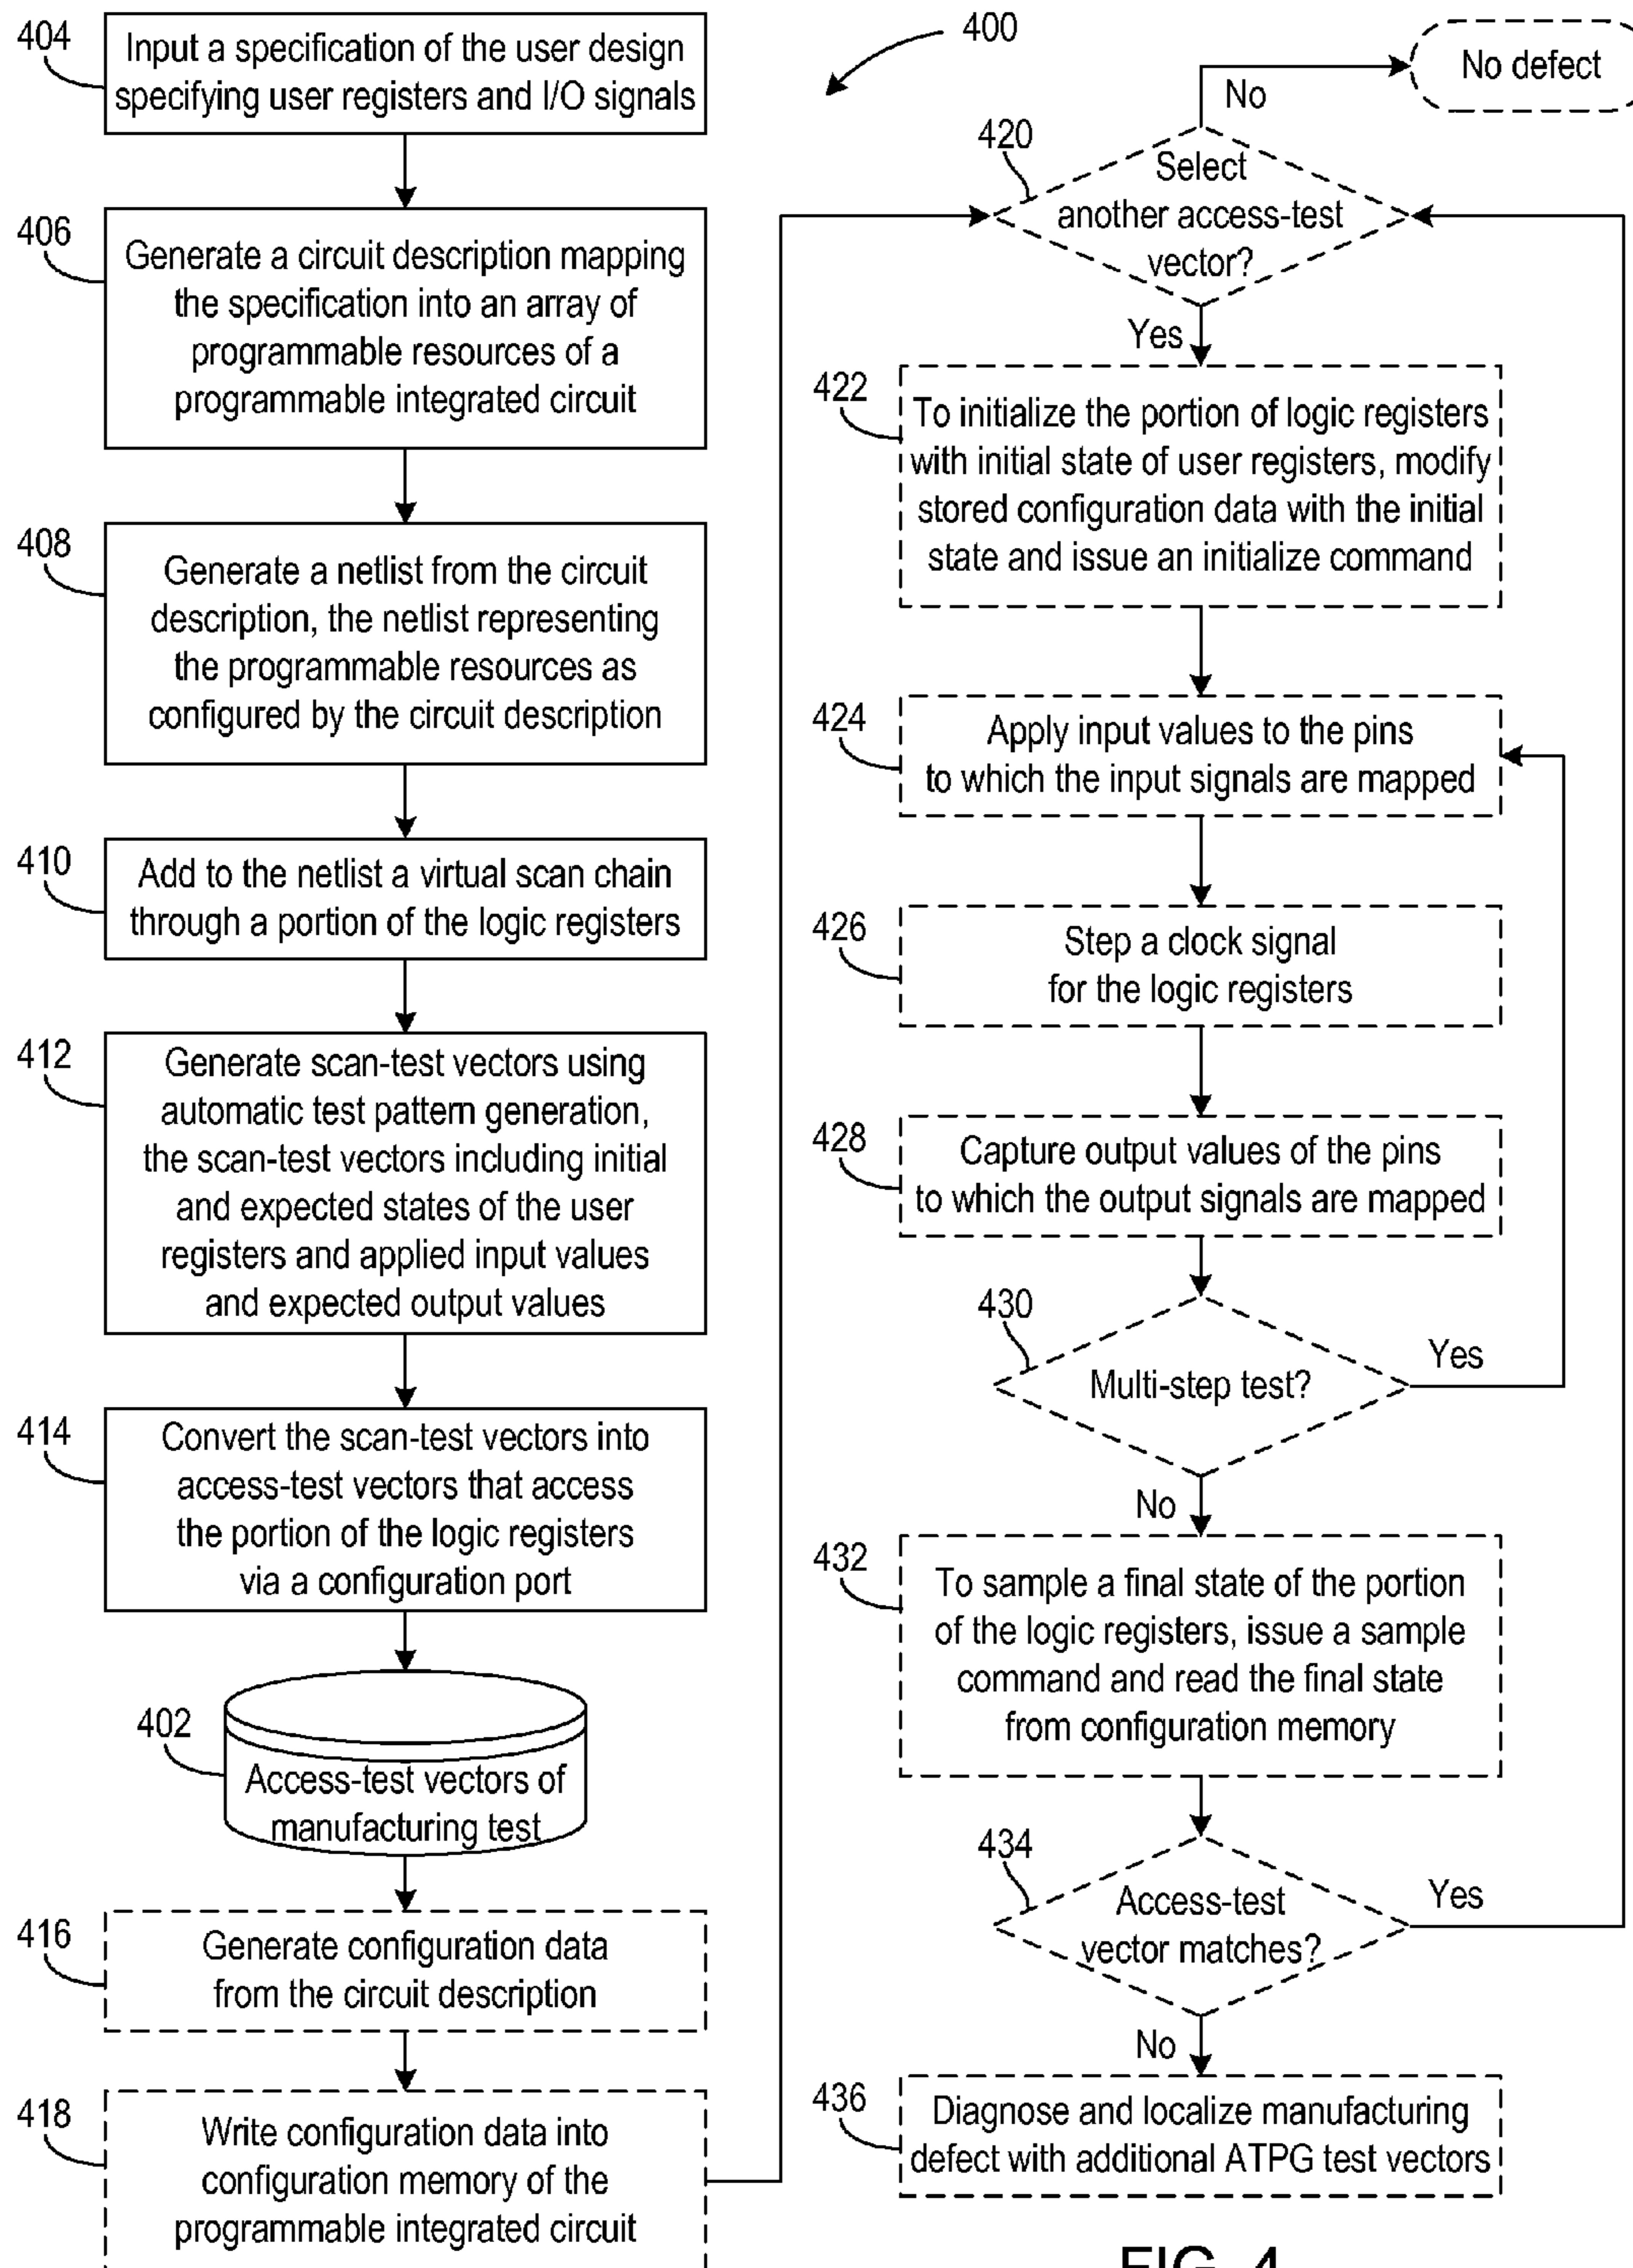 404
Input a specification of the user design
specifying user registers and I/O signals
406
Generate a circuit description mapping
the specification into an array of
programmable resources of a
programmable integrated circuit
408
Generate a netlist from the circuit
description, the netlist representing
the programmable resources as
configured by the circuit description
410
Add to the netlist a virtual scan chain
through a portion of the logic registers
412
Generate scan-test vectors using
automatic test pattern generation,
the scan-test vectors including initial
and expected states of the user
registers and applied input values
and expected output values
414
Convert the scan-test vectors into
access-test vectors that access
the portion of the logic registers
via a configuration port
402
Access-test vectors of
manufacturing test
416
Generate configuration data
from the circuit description
418
Write configuration data into
configuration memory of the
programmable integrated circuit
400
No defect
No
420
Select
another access-test
vector?
Yes
422
To initialize the portion of logic registers
with initial state of user registers, modify
stored configuration data with the initial
state and issue an initialize command
424
Apply input values to the pins
to which the input signals are mapped
426
Step a clock signal
for the logic registers
428
Capture output values of the pins
to which the output signals are mapped
430
Multi-step test?
Yes
No
432
To sample a final state of the portion
of the logic registers, issue a sample
command and read the final state
from configuration memory
434
Access-test
vector matches?
Yes
No
436
Diagnose and localize manufacturing
defect with additional ATPG test vectors
FIG. 4